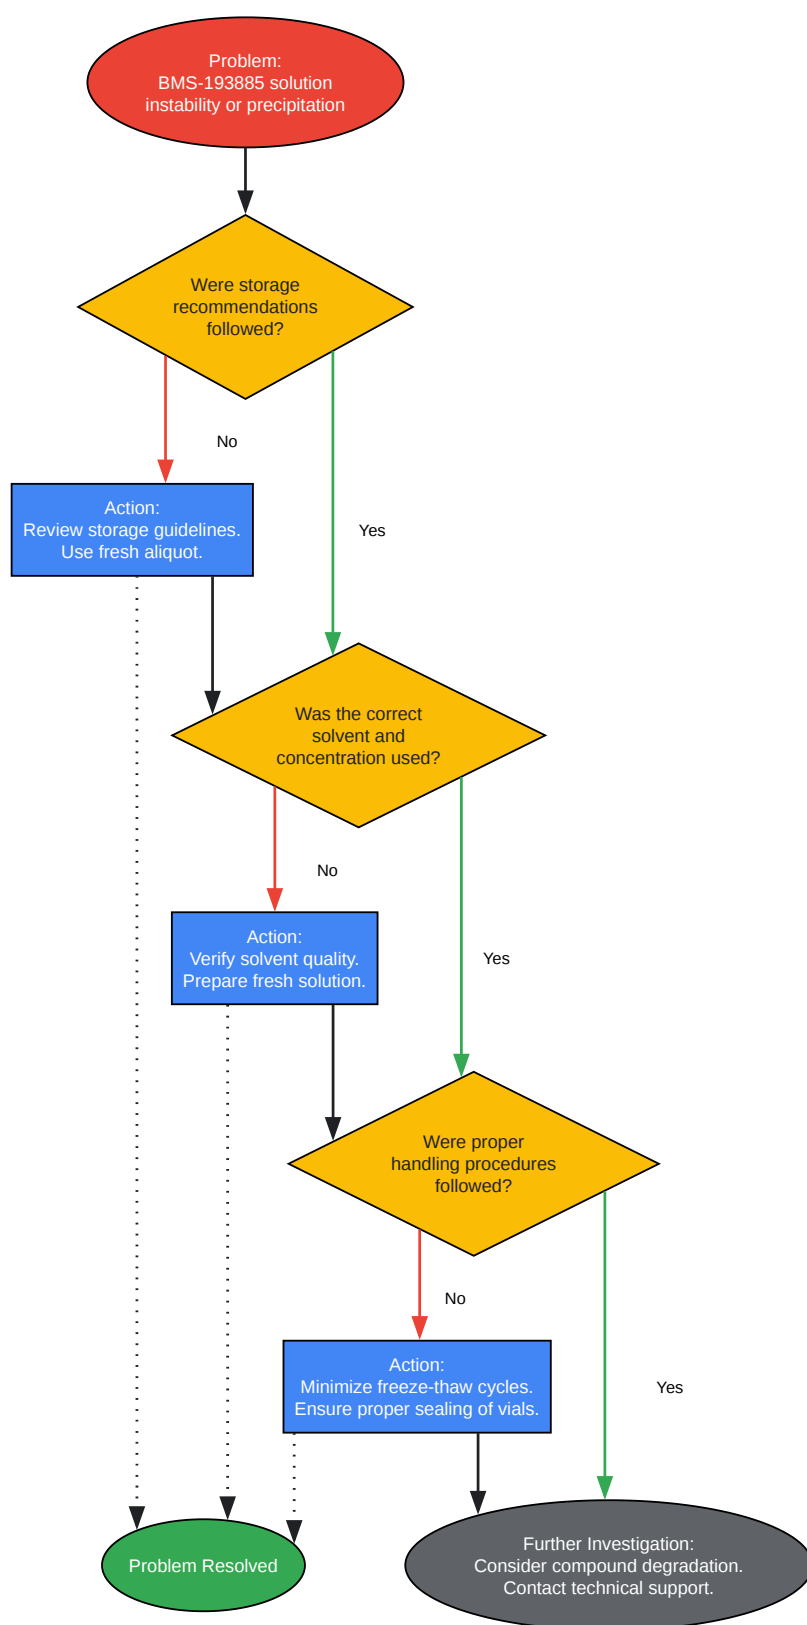 Problem:
BMS-193885 solution
instability or precipitation
Were storage
recommendations
followed?
No
Action:
Review storage guidelines.
Use fresh aliquot.
Yes
Was the correct
solvent and
concentration used?
No
Action:
Verify solvent quality.
Prepare fresh solution.
Yes
Were proper
handling procedures
followed?
No
Action:
Minimize freeze-thaw cycles.
Ensure proper sealing of vials.
Yes
Problem Resolved
Further Investigation:
Consider compound degradation.
Contact technical support.